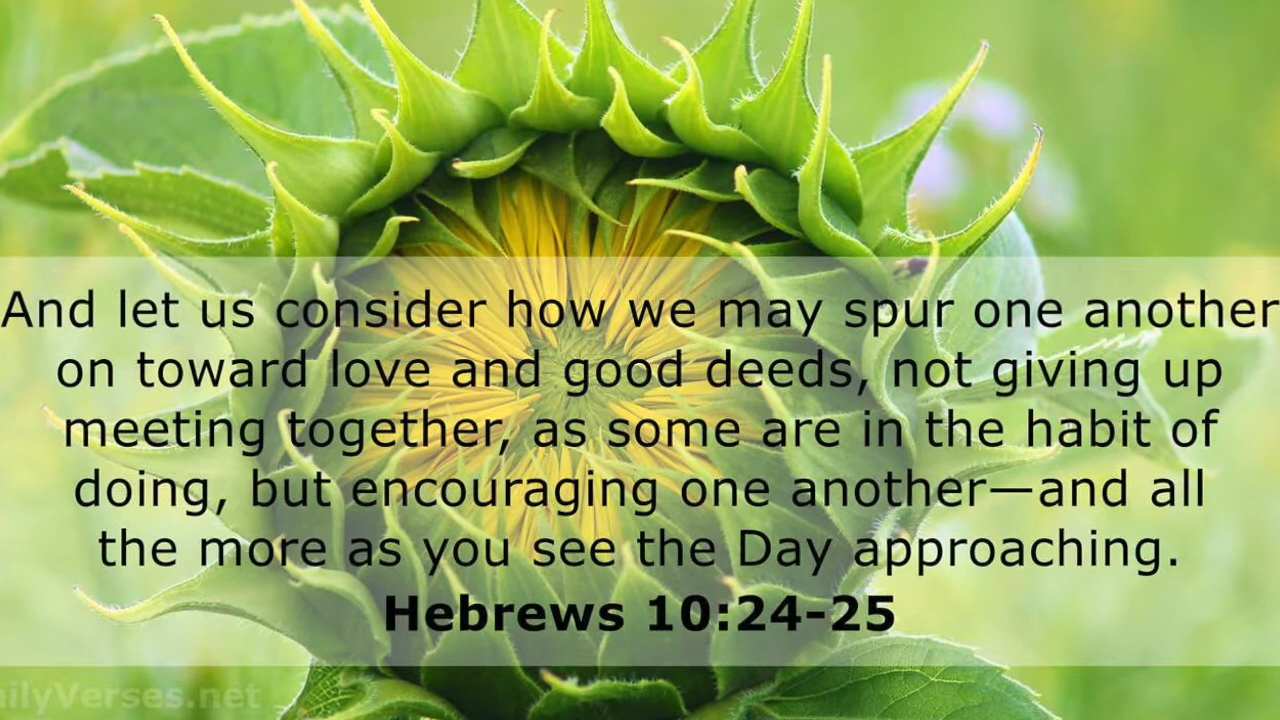 And let us consider how we may spur one another
on toward love and good deeds, not giving up
meeting together, as some are in the habit of
doing, but encouraging one another—and all
the more as you see the Day approaching.
Hebrews 10:24-25
ilyVerses.net